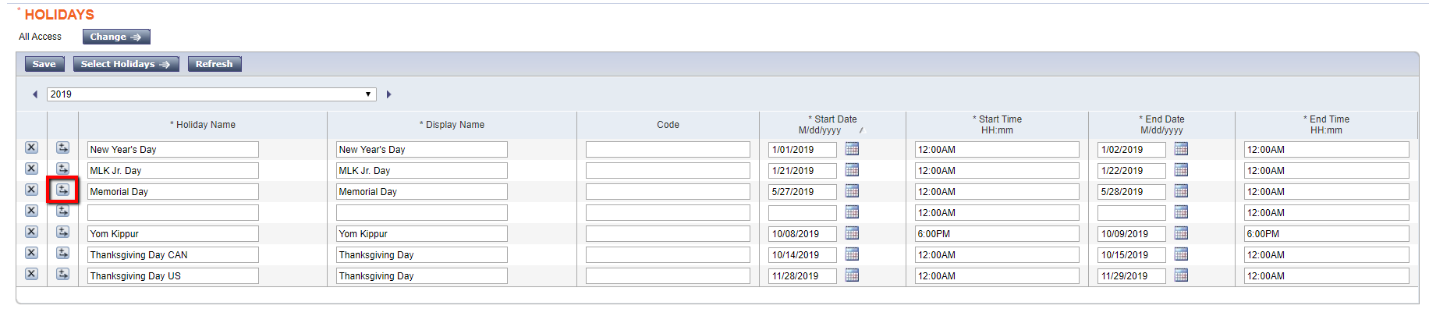 * HOLIDAYS
All Access Change
Save Select Holidays Refresh
2019
* Holiday Name * Display Name Code * Start Date M/dd/yyyy / * Start Time HH:mm * End Date M/dd/yyyy * End Time HH:mm
New Year's Day New Year's Day 1/01/2019 12:00AM 1/02/2019 12:00AM
MLK Jr. Day MLK Jr. Day 1/21/2019 12:00AM 1/22/2019 12:00AM
Memorial Day Memorial Day 5/27/2019 12:00AM 5/28/2019 12:00AM
12:00AM 12:00AM
Yom Kippur Yom Kippur 10/08/2019 6:00PM 10/09/2019 6:00PM
Thanksgiving Day CAN Thanksgiving Day 10/14/2019 12:00AM 10/15/2019 12:00AM
Thanksgiving Day US Thanksgiving Day 11/28/2019 12:00AM 11/29/2019 12:00AM